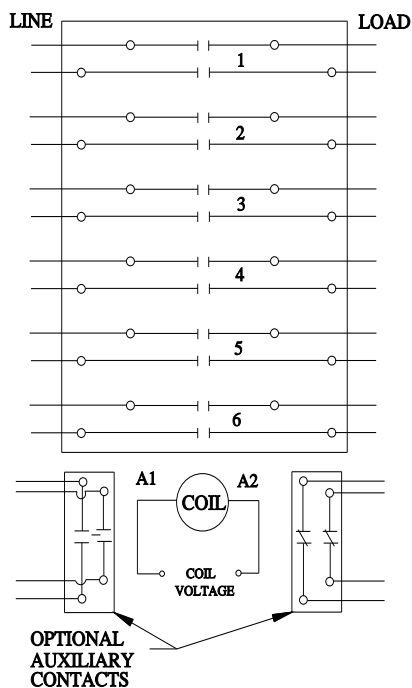 LINE
LOAD
1
2
3
4
5
6
A1
A2
COIL
COIL
VOLTAGE
OPTIONAL
AUXILIARY
CONTACTS